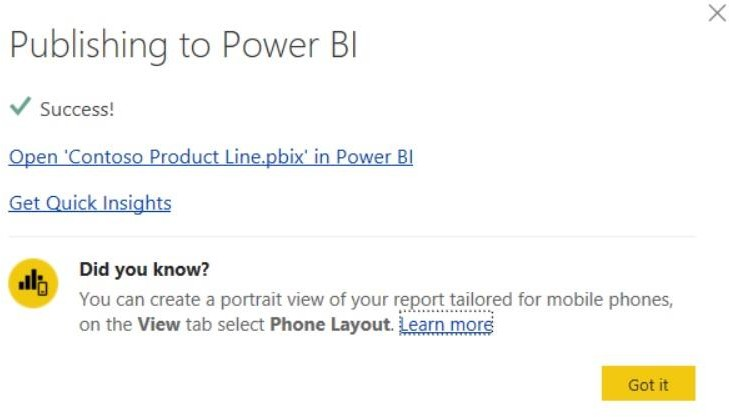 Publishing to Power BI
Success!
Open 'Contoso Product Line.pbix' in Power BI
Get Quick Insights
Did you know?
You can create a portrait view of your report tailored for mobile phones,
on the View tab select Phone Layout. Learn more
Got it